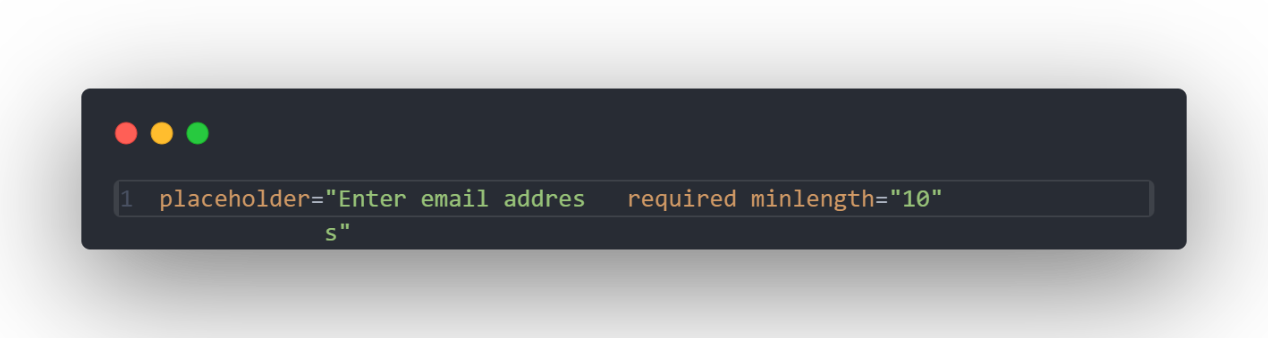 1 placeholder="Enter email addres   required minlength="10"
s"